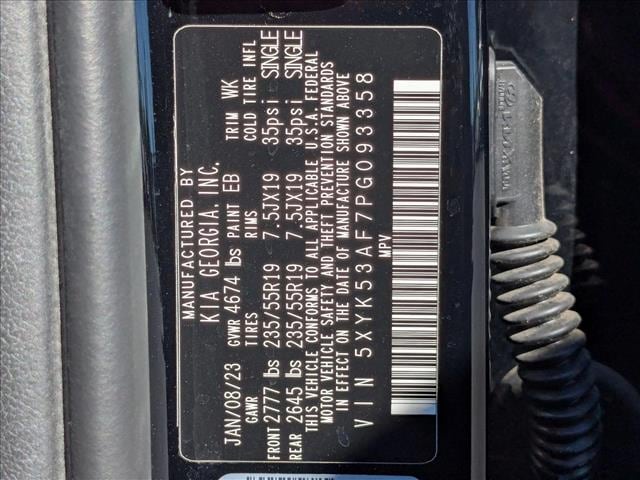 MANUFACTURED BY
KIA GEORGIA, INC.
JAN/08/23 GVWR 4674 lbs PAINT EB TRIM WK
GAWR TIRES RIMS COLD TIRE INFL
FRONT 2777 lbs 235/55R19 7.5JX19 35psi SINGLE
REAR 2645 lbs 235/55R19 7.5JX19 35psi SINGLE
THIS VEHICLE CONFORMS TO ALL APPLICABLE U.S.A. FEDERAL
MOTOR VEHICLE SAFETY AND THEFT PREVENTION STANDARDS
IN EFFECT ON THE DATE OF MANUFACTURE SHOWN ABOVE
VIN 5XYK53AF7PG093358
MPV